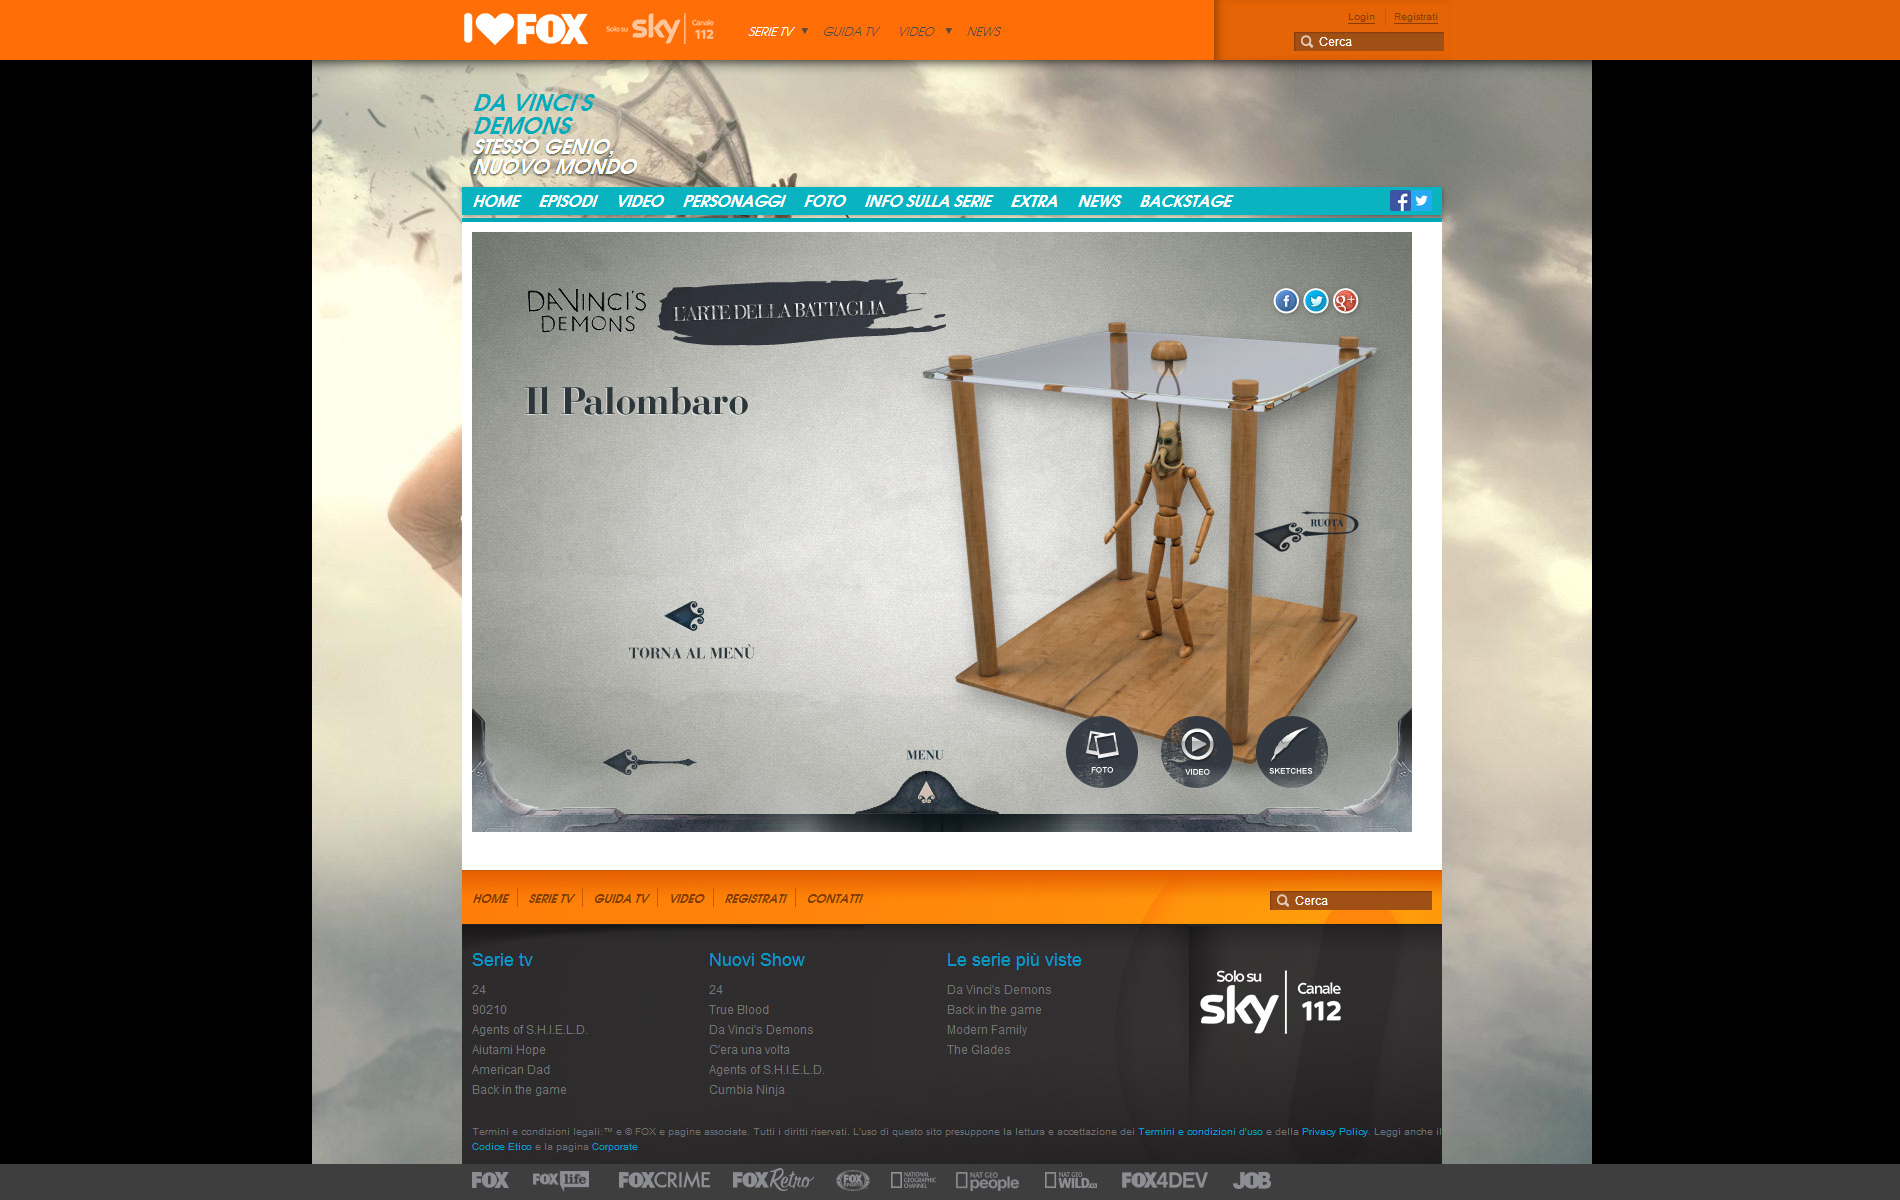 I FOX
Solo su sky Canale 112
SERIE TV GUIDA TV VIDEO NEWS
Login Registrati
Cerca
DA VINCI'S
DEMONS
STESSO GENIO,
NUOVO MONDO
HOME EPISODI VIDEO PERSONAGGI FOTO INFO SULLA SERIE EXTRA NEWS BACKSTAGE
DAVINCI'S
DEMONS
L'ARTE DELLA BATTAGLIA
Il Palombaro
RUOTA
TORNA AL MENÙ
MENU
FOTO
VIDEO
SKETCHES
HOME SERIE TV GUIDA TV VIDEO REGISTRATI CONTATTI
Cerca
Serie tv
24
90210
Agents of S.H.I.E.L.D.
Aiutami Hope
American Dad
Back in the game
Nuovi Show
24
True Blood
Da Vinci's Demons
C'era una volta
Agents of S.H.I.E.L.D.
Cumbia Ninja
Le serie più viste
Da Vinci's Demons
Back in the game
Modern Family
The Glades
Solo su
sky
Canale
112
Termini e condizioni legali:™ e © FOX e pagine associate. Tutti i diritti riservati. L'uso di questo sito presuppone la lettura e accettazione dei Termini e condizioni d'uso e della Privacy Policy. Leggi anche il
Codice Etico e la pagina Corporate
FOX FOX life FOXCRIME FOX Retro FOX SPORTS NATIONAL GEOGRAPHIC CHANNEL NAT GEO people NAT GEO WILD HD FOX4DEV JOB